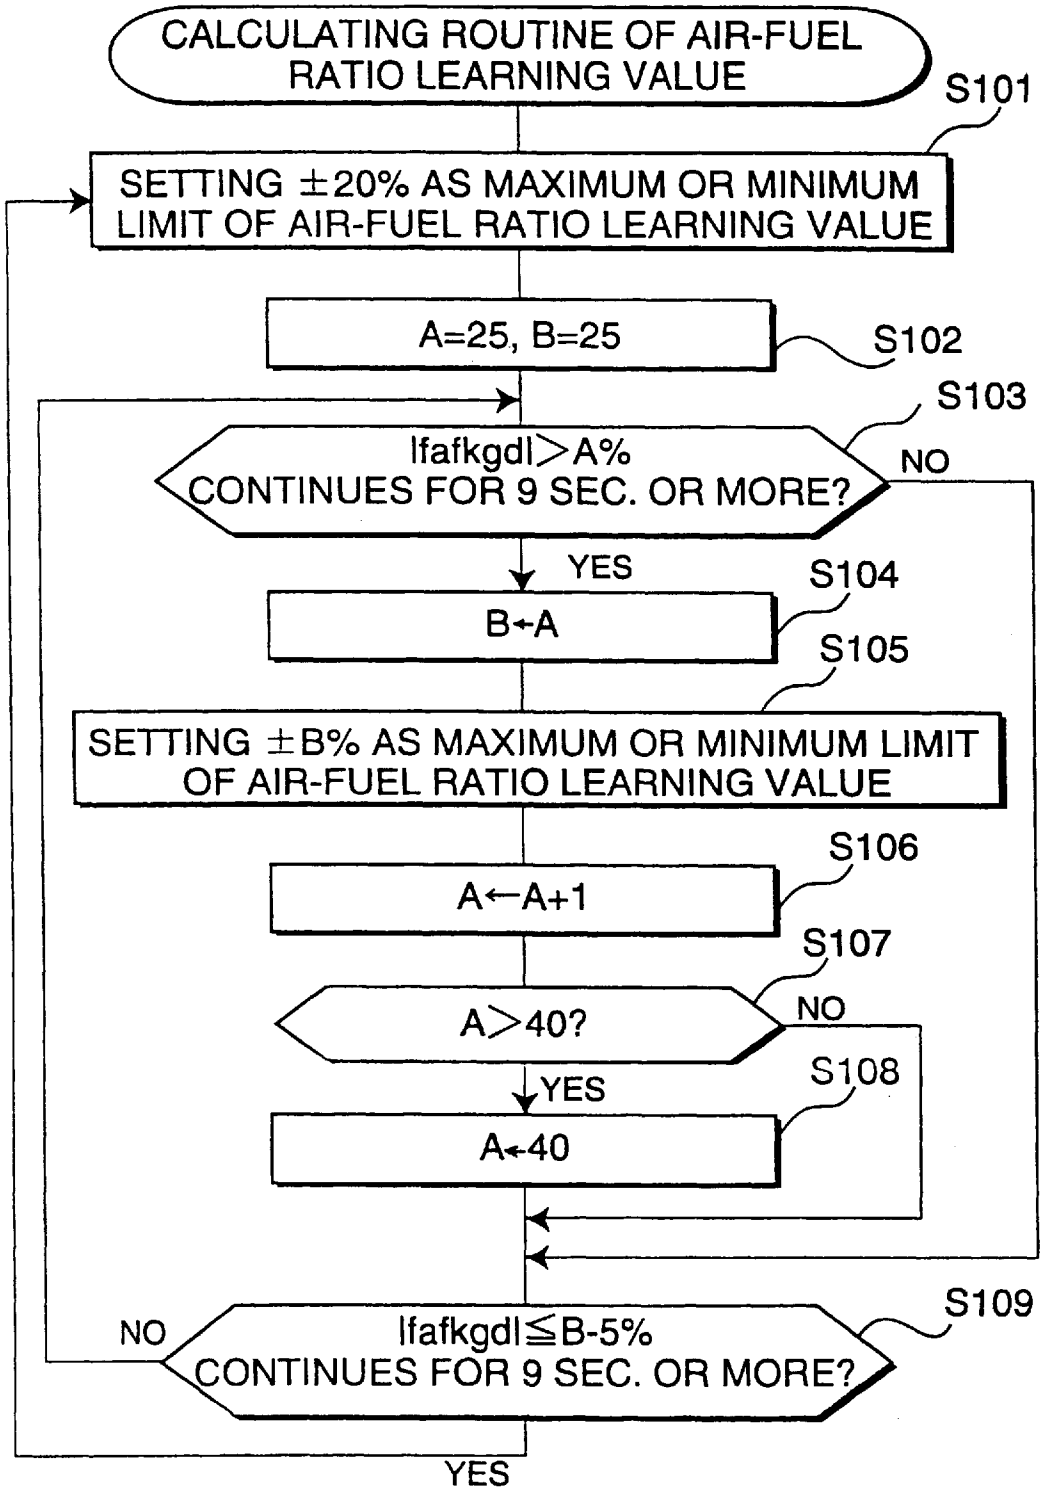 CALCULATING ROUTINE OF AIR-FUEL
RATIO LEARNING VALUE
S101
SETTING ±20% AS MAXIMUM OR MINIMUM
LIMIT OF AIR-FUEL RATIO LEARNING VALUE
A=25, B=25
S102
S103
|fafkgd|>A%
CONTINUES FOR 9 SEC. OR MORE?
NO
YES
S104
B←A
S105
SETTING ±B% AS MAXIMUM OR MINIMUM LIMIT
OF AIR-FUEL RATIO LEARNING VALUE
S106
A←A+1
S107
A>40?
NO
YES
S108
A←40
S109
|fafkgd|≦B-5%
CONTINUES FOR 9 SEC. OR MORE?
NO
YES